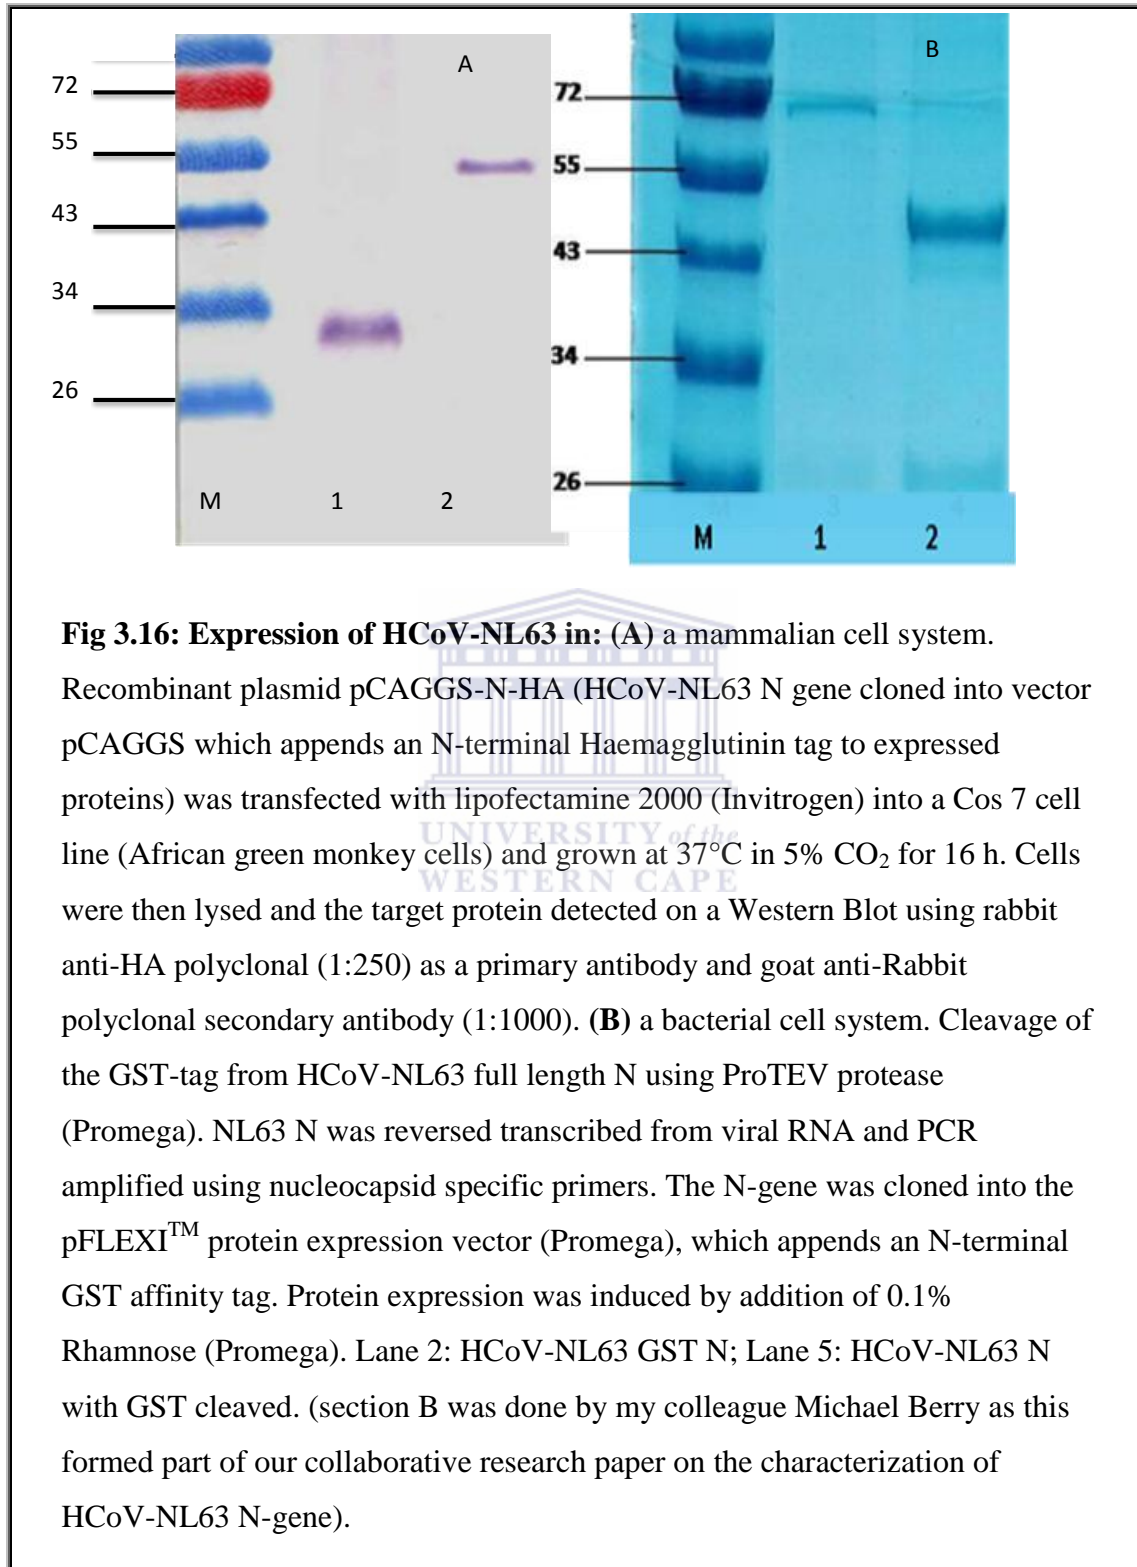 A
72
55
43
34
26
M 1 2
B
72
55
43
34
26
M 1 2
Fig 3.16: Expression of HCoV-NL63 in: (A) a mammalian cell system.
Recombinant plasmid pCAGGS-N-HA (HCoV-NL63 N gene cloned into vector
pCAGGS which appends an N-terminal Haemagglutinin tag to expressed
proteins) was transfected with lipofectamine 2000 (Invitrogen) into a Cos 7 cell
line (African green monkey cells) and grown at 37°C in 5% CO₂ for 16 h. Cells
were then lysed and the target protein detected on a Western Blot using rabbit
anti-HA polyclonal (1:250) as a primary antibody and goat anti-Rabbit
polyclonal secondary antibody (1:1000). (B) a bacterial cell system. Cleavage of
the GST-tag from HCoV-NL63 full length N using ProTEV protease
(Promega). NL63 N was reversed transcribed from viral RNA and PCR
amplified using nucleocapsid specific primers. The N-gene was cloned into the
pFLEXI™ protein expression vector (Promega), which appends an N-terminal
GST affinity tag. Protein expression was induced by addition of 0.1%
Rhamnose (Promega). Lane 2: HCoV-NL63 GST N; Lane 5: HCoV-NL63 N
with GST cleaved. (section B was done by my colleague Michael Berry as this
formed part of our collaborative research paper on the characterization of
HCoV-NL63 N-gene).
UNIVERSITY of the
WESTERN CAPE